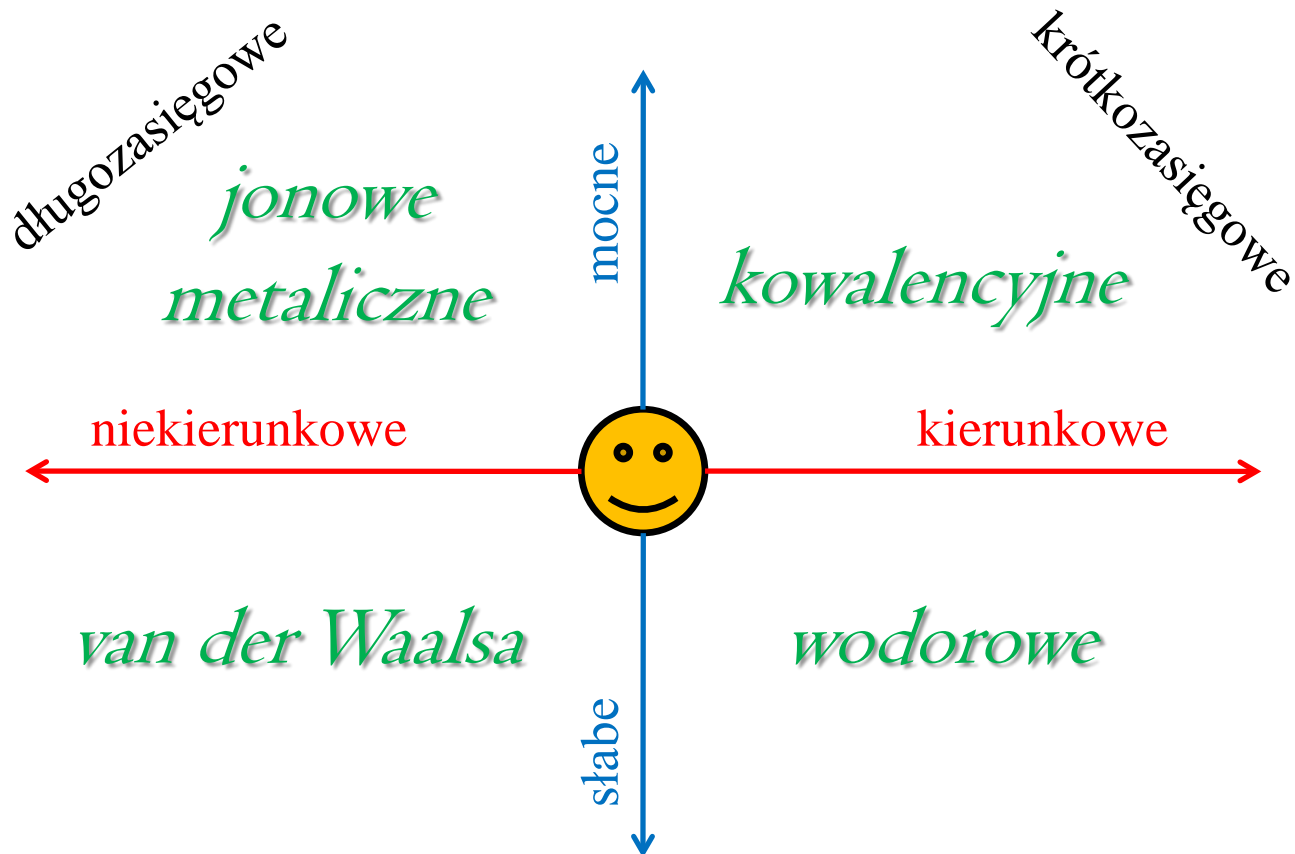 długozasięgowe
krótkozasięgowe
jonowe
metaliczne
mocne
kowalencyjne
niekierunkowe
kierunkowe
van der Waalsa
wodorowe
słabe